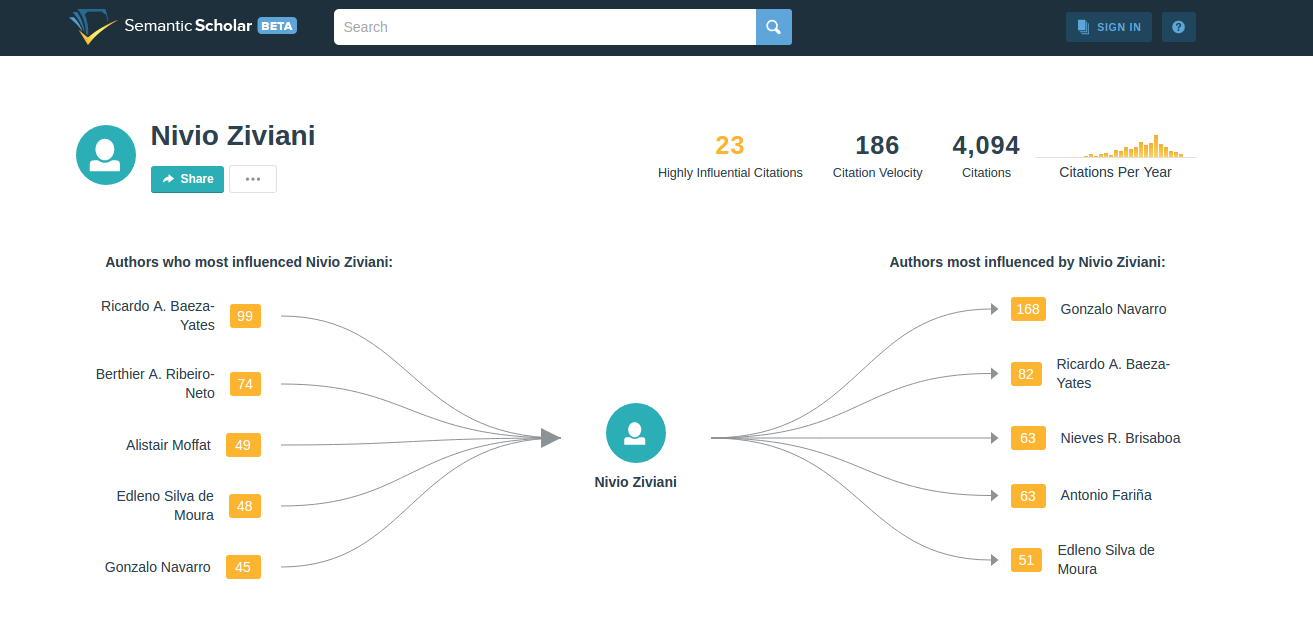 Semantic Scholar BETA
Search
SIGN IN
?
Nivio Ziviani
Share
23
Highly Influential Citations
186
Citation Velocity
4,094
Citations
Citations Per Year
Authors who most influenced Nivio Ziviani:
Ricardo A. Baeza-
Yates
99
Berthier A. Ribeiro-
Neto
74
Alistair Moffat
49
Edleno Silva de
Moura
48
Gonzalo Navarro
45
Nivio Ziviani
Authors most influenced by Nivio Ziviani:
168
Gonzalo Navarro
82
Ricardo A. Baeza-
Yates
63
Nieves R. Brisaboa
63
Antonio Fariña
51
Edleno Silva de
Moura